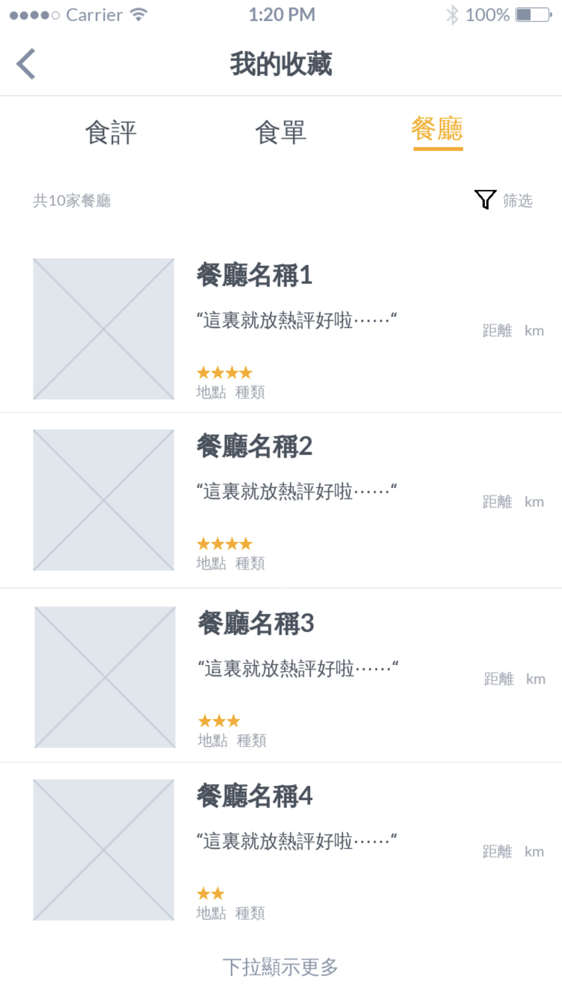 Carrier 1:20 PM 100%
我的收藏
食評 食單 餐廳
共10家餐廳 筛选
餐廳名稱1
“這裏就放熱評好啦……“
距離 km
地點 種類
餐廳名稱2
“這裏就放熱評好啦……“
距離 km
地點 種類
餐廳名稱3
“這裏就放熱評好啦……“
距離 km
地點 種類
餐廳名稱4
“這裏就放熱評好啦……“
距離 km
地點 種類
下拉顯示更多